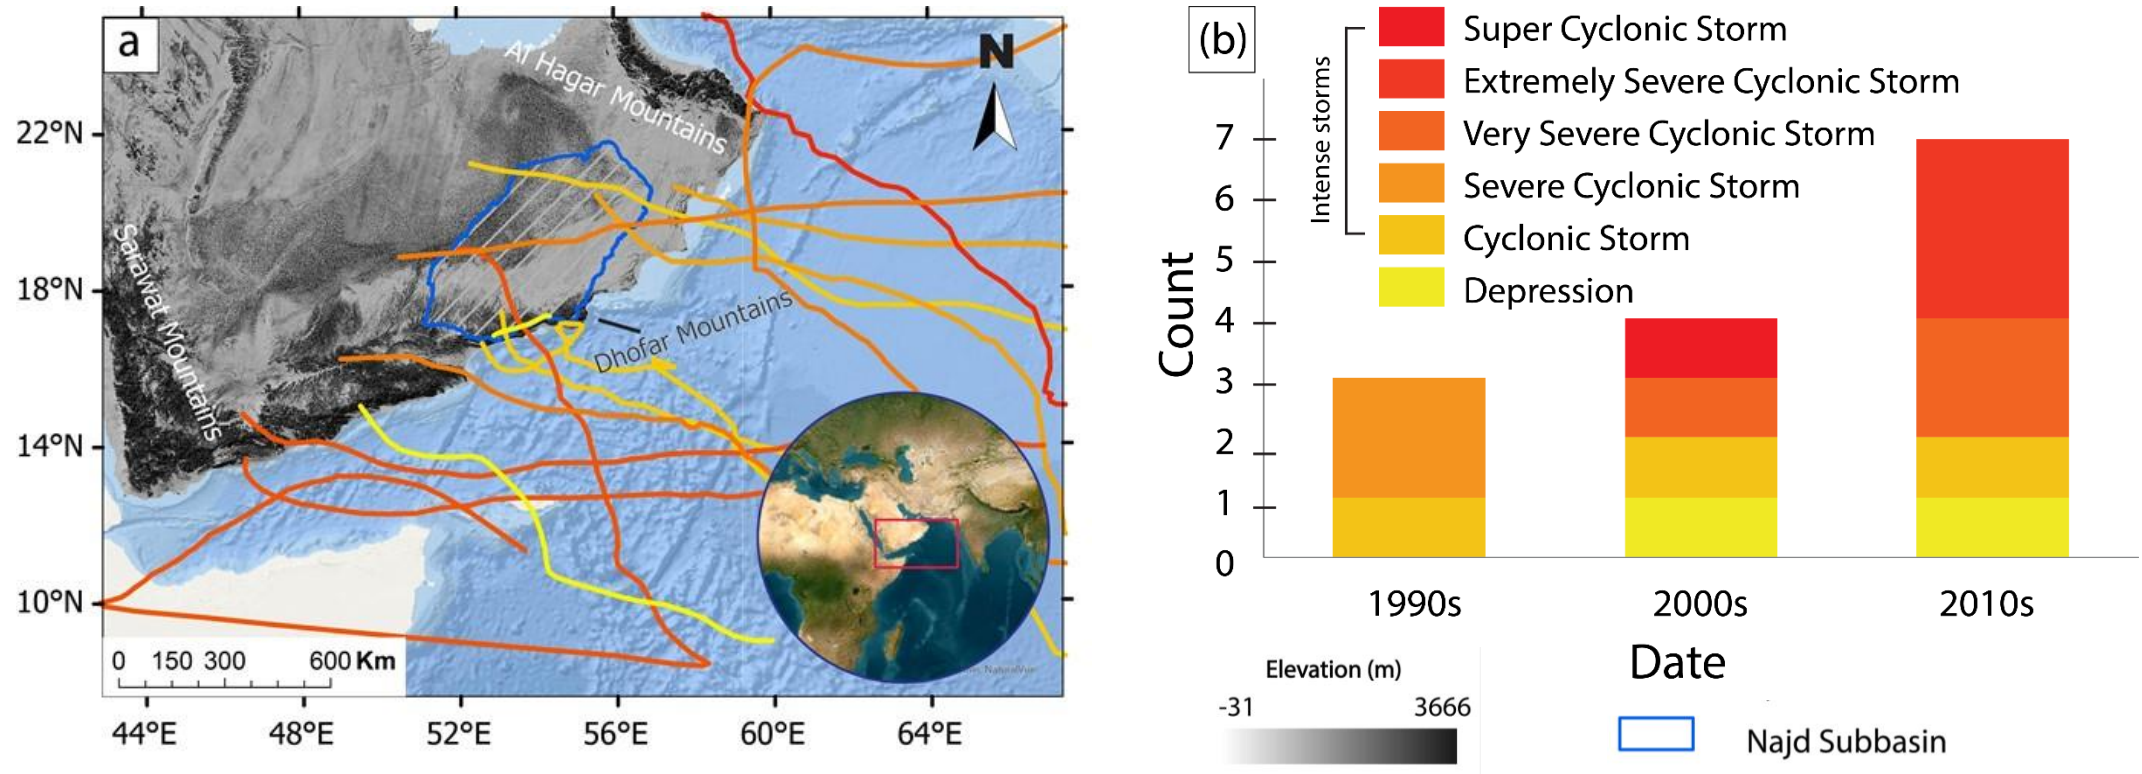 a
Al Hagar Mountains
N
22°N
18°N
14°N
10°N
Sarawat Mountains
Dhofar Mountains
0 150 300 600 Km
44°E 48°E 52°E 56°E 60°E 64°E
(b)
Intense storms
Super Cyclonic Storm
Extremely Severe Cyclonic Storm
Very Severe Cyclonic Storm
Severe Cyclonic Storm
Cyclonic Storm
Depression
Count
7
6
5
4
3
2
1
0
1990s 2000s 2010s
Date
Elevation (m)
-31 3666
Najd Subbasin